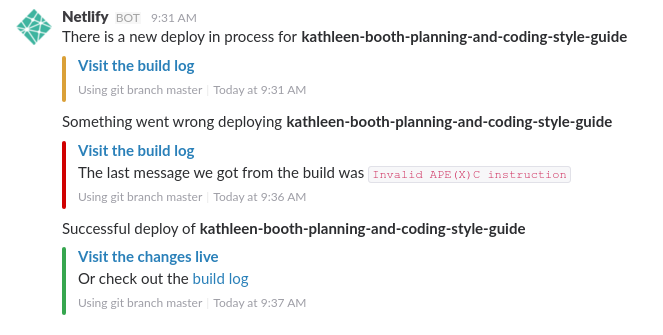 Netlify BOT 9:31 AM
There is a new deploy in process for kathleen-booth-planning-and-coding-style-guide
Visit the build log
Using git branch master | Today at 9:31 AM
Something went wrong deploying kathleen-booth-planning-and-coding-style-guide
Visit the build log
The last message we got from the build was Invalid APE(X)C instruction
Using git branch master | Today at 9:36 AM
Successful deploy of kathleen-booth-planning-and-coding-style-guide
Visit the changes live
Or check out the build log
Using git branch master | Today at 9:37 AM